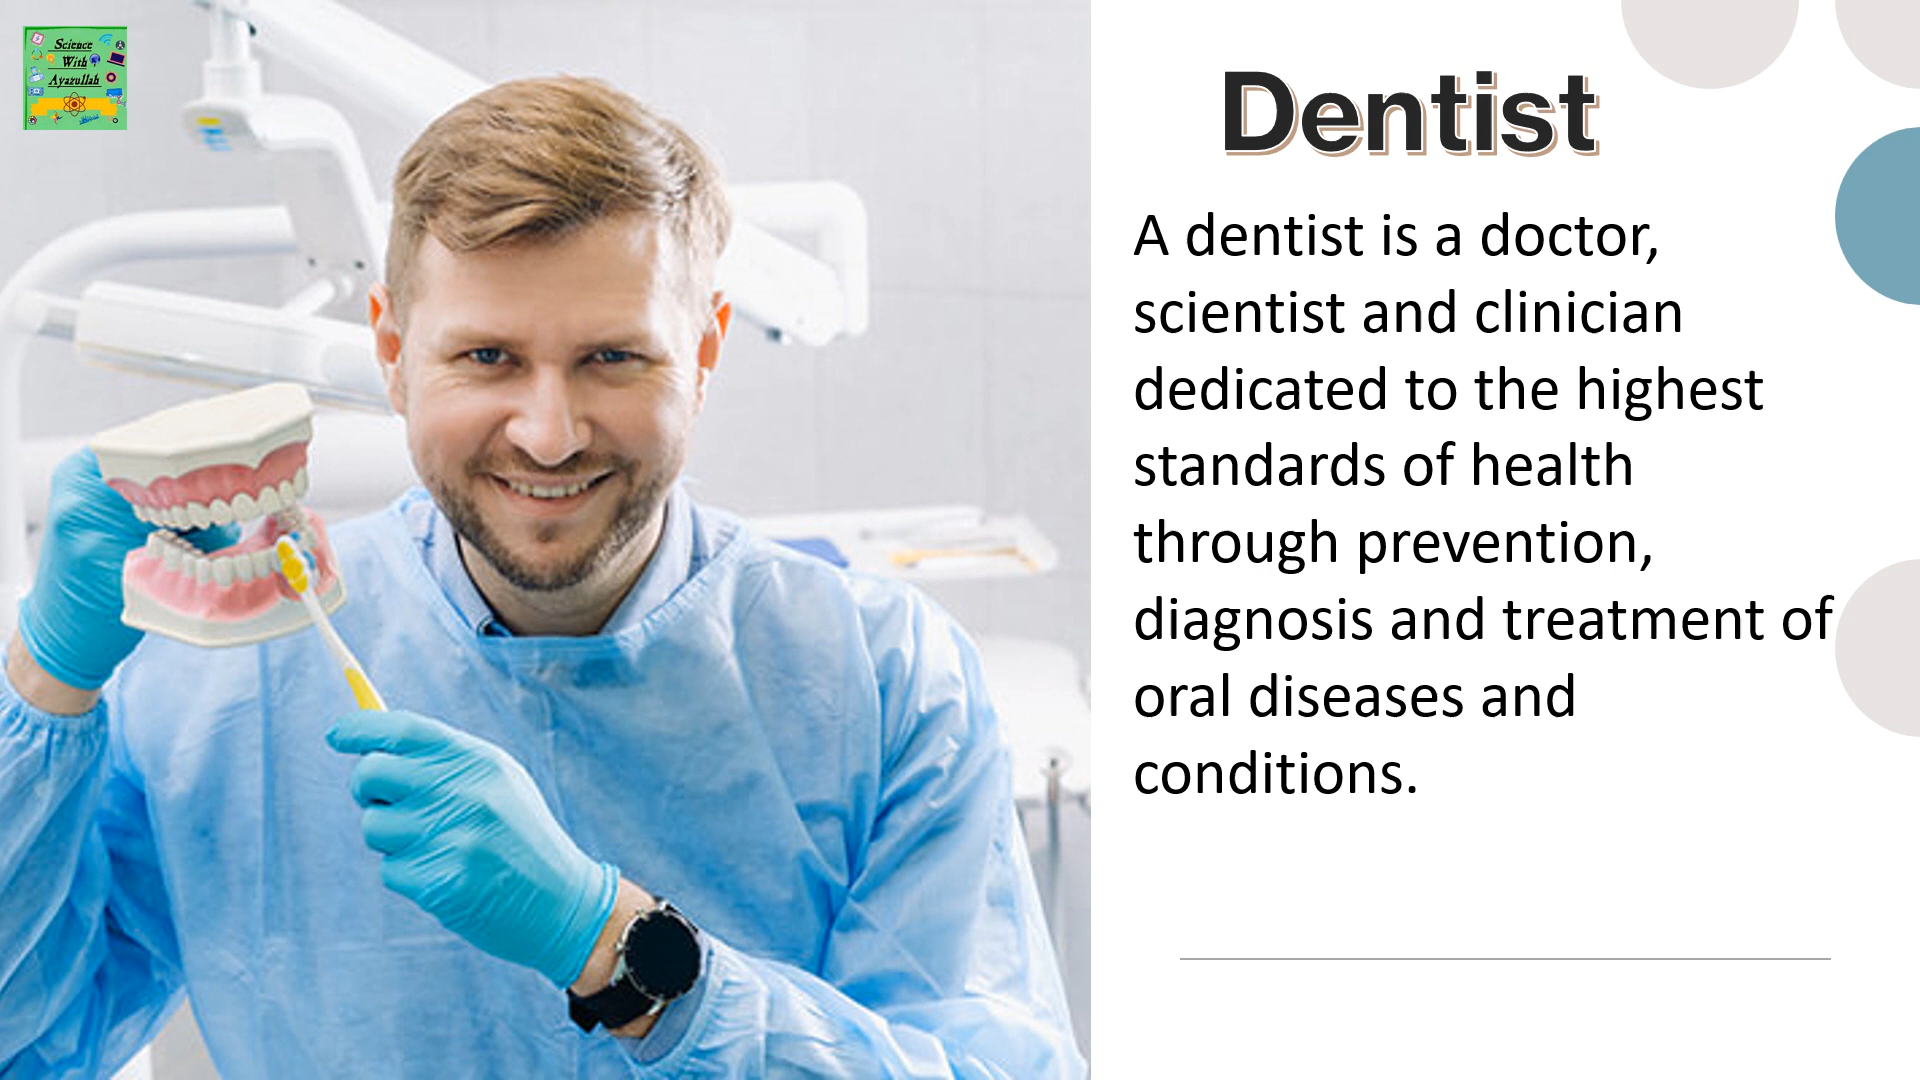 Science
With
Ayazullah
Dentist
A dentist is a doctor,
scientist and clinician
dedicated to the highest
standards of health
through prevention,
diagnosis and treatment of
oral diseases and
conditions.